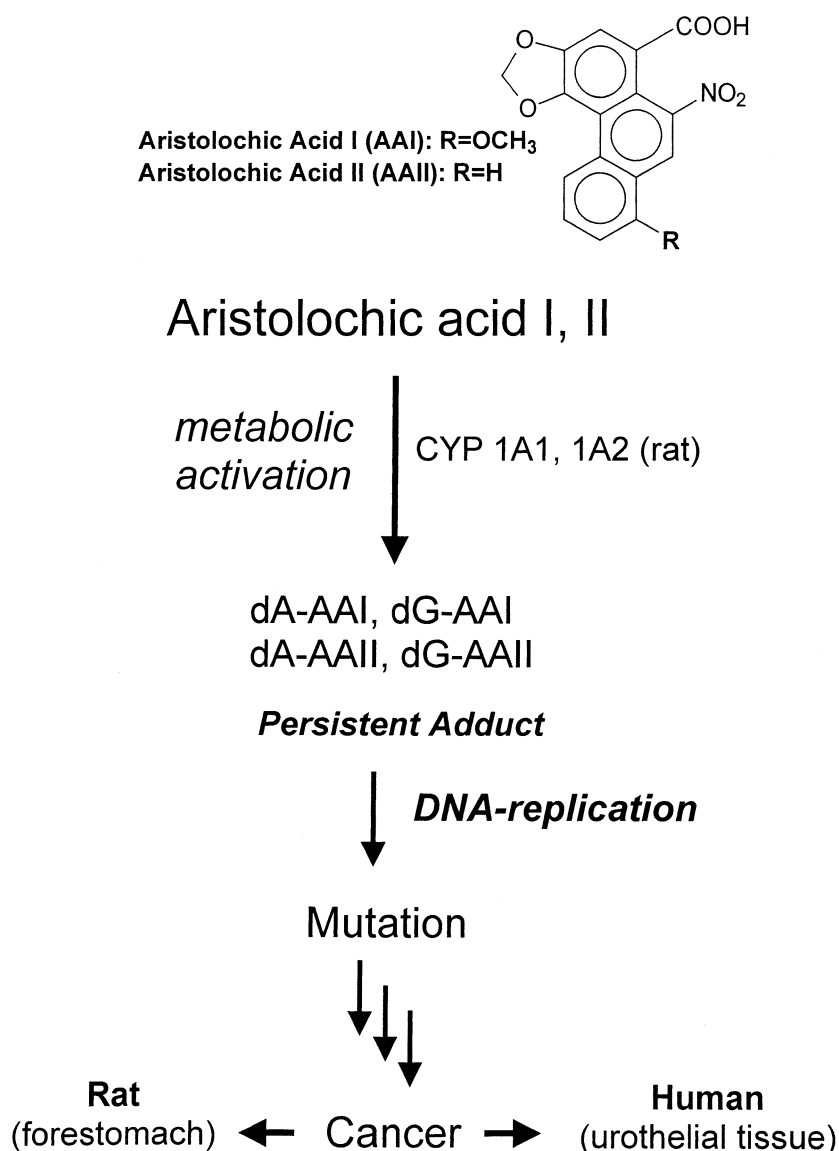 O
O
COOH
NO₂
R
Aristolochic Acid I (AAI): R=OCH₃
Aristolochic Acid II (AAII): R=H
Aristolochic acid I, II
metabolic
activation
CYP 1A1, 1A2 (rat)
dA-AAI, dG-AAI
dA-AAII, dG-AAII
Persistent Adduct
DNA-replication
Mutation
Rat
(forestomach)
Cancer
Human
(urothelial tissue)